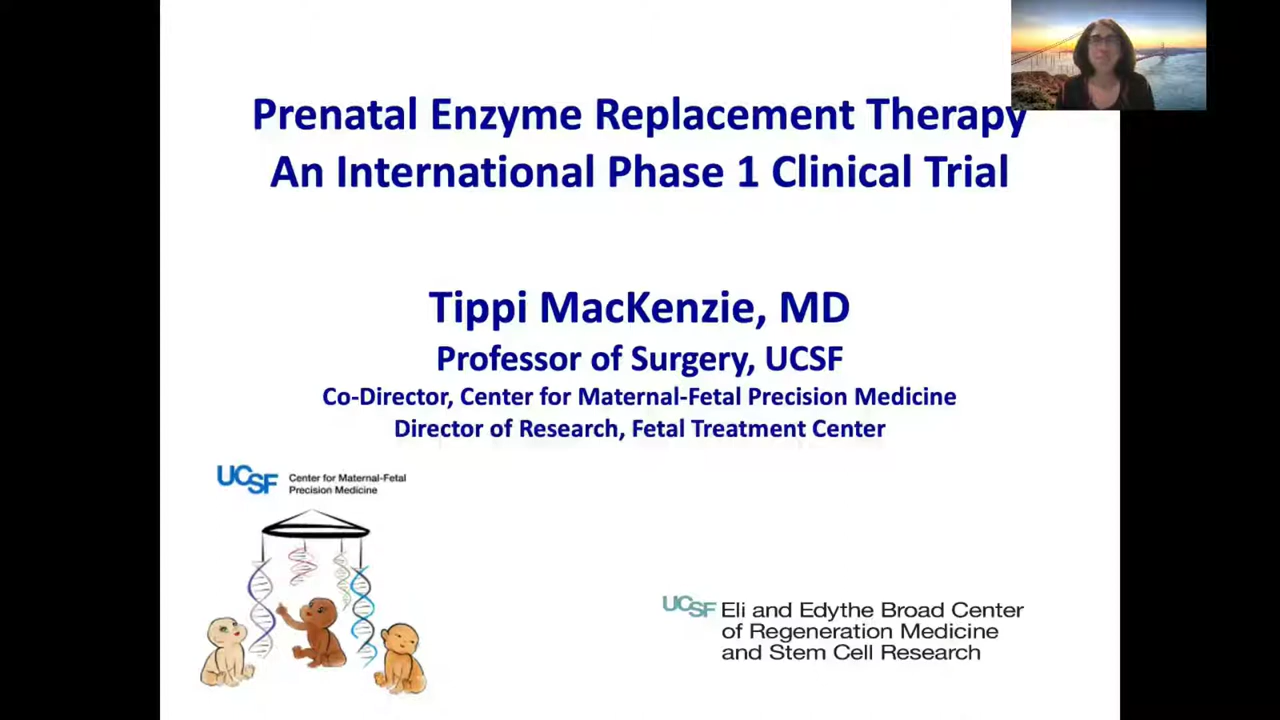 Prenatal Enzyme Replacement Therapy
An International Phase 1 Clinical Trial
Tippi MacKenzie, MD
Professor of Surgery, UCSF
Co-Director, Center for Maternal-Fetal Precision Medicine
Director of Research, Fetal Treatment Center
UCSF Center for Maternal-Fetal
Precision Medicine
UCSF Eli and Edythe Broad Center
of Regeneration Medicine
and Stem Cell Research